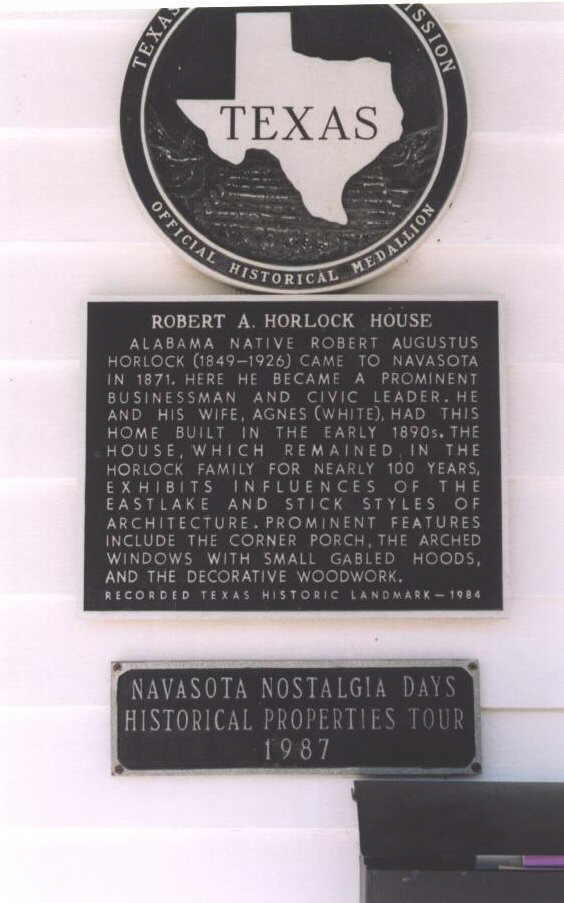 TEXAS
MISSION
TEXAS
OFFICIAL HISTORICAL MEDALLION
ROBERT A. HORLOCK HOUSE
ALABAMA NATIVE ROBERT AUGUSTUS
HORLOCK (1849–1926) CAME TO NAVASOTA
IN 1871. HERE HE BECAME A PROMINENT
BUSINESSMAN AND CIVIC LEADER. HE
AND HIS WIFE, AGNES (WHITE), HAD THIS
HOME BUILT IN THE EARLY 1890s. THE
HOUSE, WHICH REMAINED IN THE
HORLOCK FAMILY FOR NEARLY 100 YEARS,
EXHIBITS INFLUENCES OF THE
EASTLAKE AND STICK STYLES OF
ARCHITECTURE. PROMINENT FEATURES
INCLUDE THE CORNER PORCH, THE ARCHED
WINDOWS WITH SMALL GABLED HOODS,
AND THE DECORATIVE WOODWORK.
RECORDED TEXAS HISTORIC LANDMARK – 1984
NAVASOTA NOSTALGIA DAYS
HISTORICAL PROPERTIES TOUR
1987